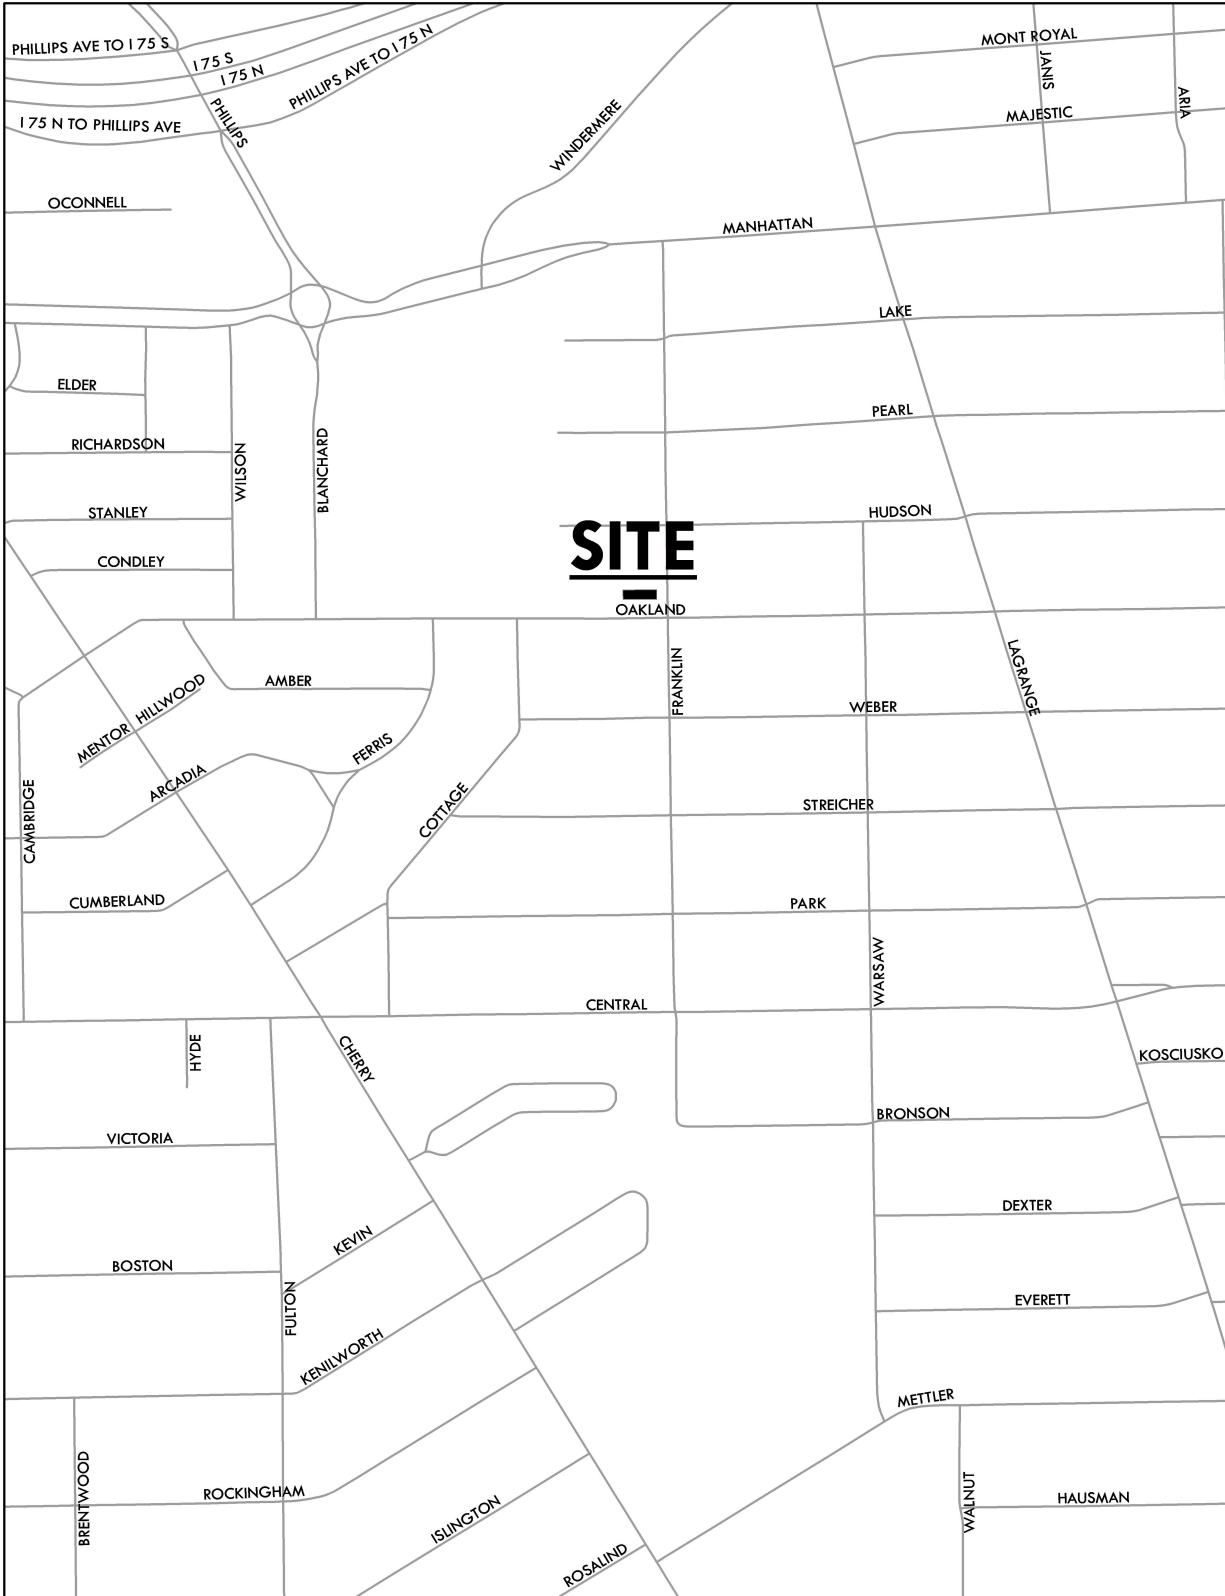 PHILLIPS AVE TO I 75 S
I 75 S
I 75 N
PHILLIPS AVE TO I 75 N
I 75 N TO PHILLIPS AVE
PHILLIPS
MONT ROYAL
JANIS
ARIA
MAJESTIC
WINDERMERE
OCONNELL
MANHATTAN
LAKE
ELDER
PEARL
RICHARDSON
WILSON
BLANCHARD
STANLEY
HUDSON
SITE
CONDLEY
OAKLAND
LAGRANGE
FRANKLIN
AMBER
HILLWOOD
MENTOR
WEBER
FERRIS
ARCADIA
COTTAGE
STREICHER
CAMBRIDGE
CUMBERLAND
PARK
WARSAW
CENTRAL
HYDE
CHERRY
KOSCIUSKO
BRONSON
VICTORIA
DEXTER
KEVIN
BOSTON
FULTON
EVERETT
KENILWORTH
METTLER
BRENTWOOD
ROCKINGHAM
ISLINGTON
WALNUT
HAUSMAN
ROSALIND